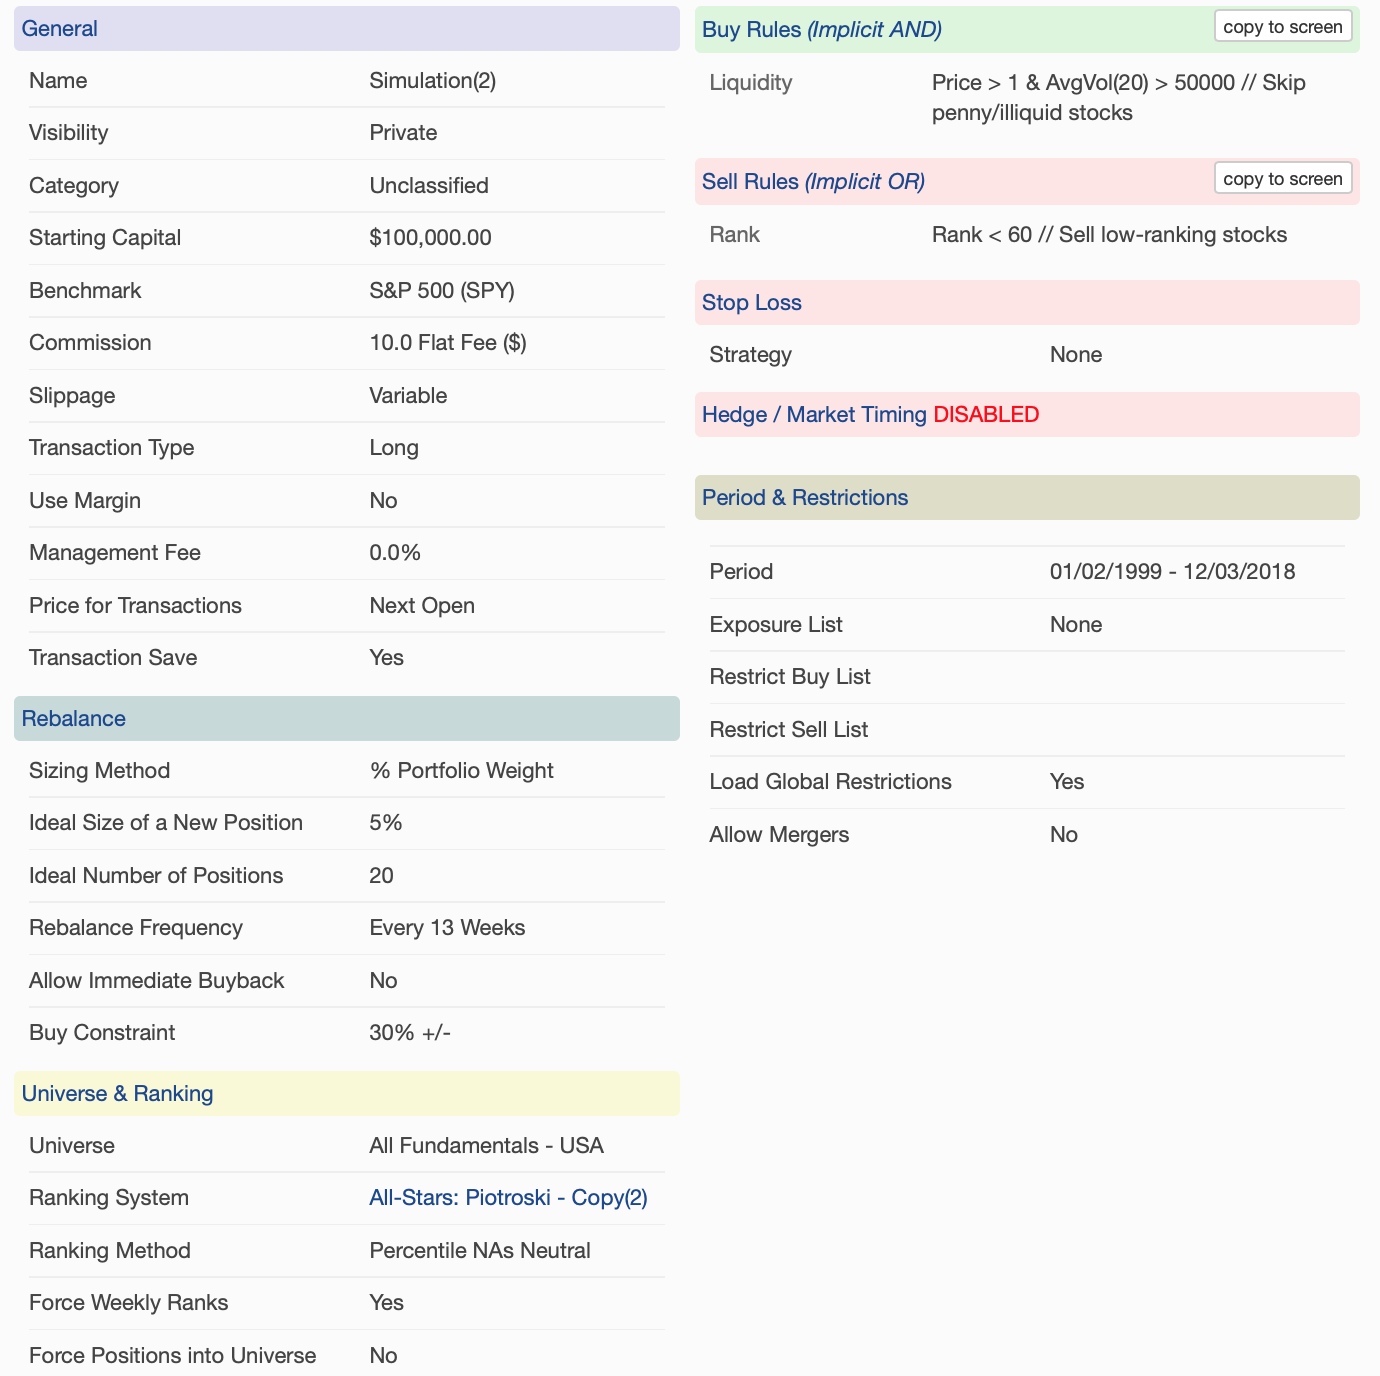 General
Name Simulation(2)
Visibility Private
Category Unclassified
Starting Capital $100,000.00
Benchmark S&P 500 (SPY)
Commission 10.0 Flat Fee ($)
Slippage Variable
Transaction Type Long
Use Margin No
Management Fee 0.0%
Price for Transactions Next Open
Transaction Save Yes
Rebalance
Sizing Method % Portfolio Weight
Ideal Size of a New Position 5%
Ideal Number of Positions 20
Rebalance Frequency Every 13 Weeks
Allow Immediate Buyback No
Buy Constraint 30% +/-
Universe & Ranking
Universe All Fundamentals - USA
Ranking System All-Stars: Piotroski - Copy(2)
Ranking Method Percentile NAs Neutral
Force Weekly Ranks Yes
Force Positions into Universe No
Buy Rules (Implicit AND) copy to screen
Liquidity Price > 1 & AvgVol(20) > 50000 // Skip
penny/illiquid stocks
Sell Rules (Implicit OR) copy to screen
Rank Rank < 60 // Sell low-ranking stocks
Stop Loss
Strategy None
Hedge / Market Timing DISABLED
Period & Restrictions
Period 01/02/1999 - 12/03/2018
Exposure List None
Restrict Buy List
Restrict Sell List
Load Global Restrictions Yes
Allow Mergers No